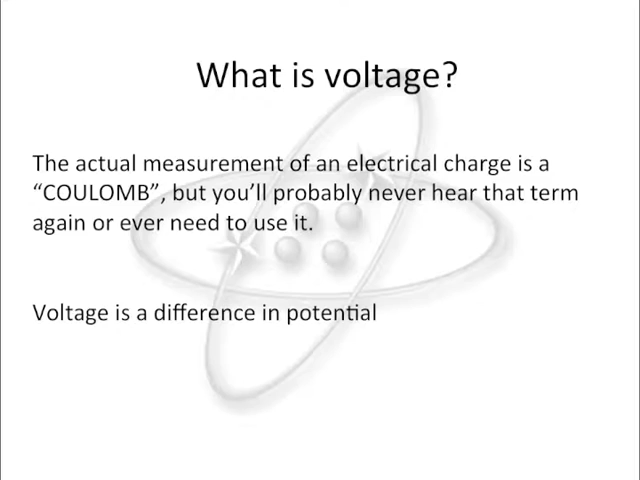 What is voltage?
The actual measurement of an electrical charge is a
“COULOMB”, but you’ll probably never hear that term
again or ever need to use it.
Voltage is a difference in potential